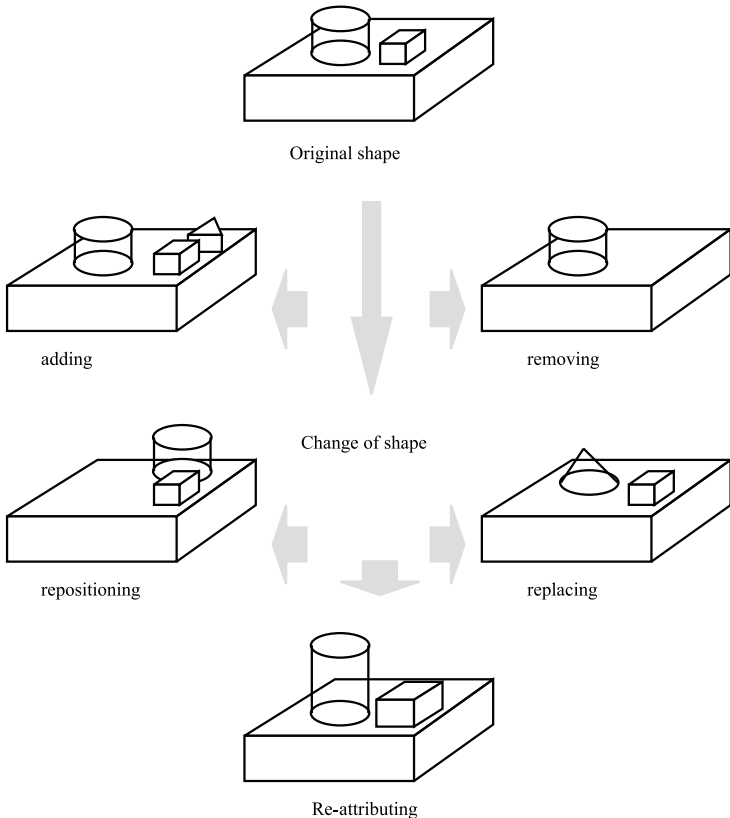 Original shape
adding
removing
Change of shape
repositioning
replacing
Re-attributing